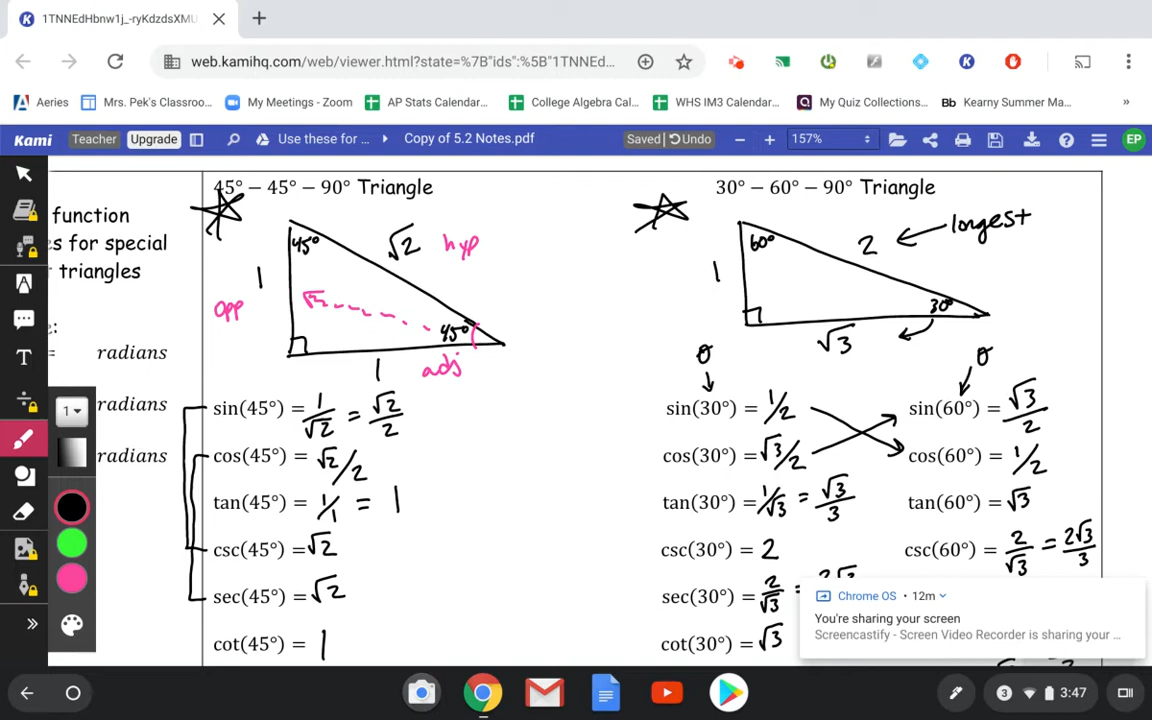 1TNNEdHbnw1j_-ryKdzdsXMU
web.kamihq.com/web/viewer.html?state=%7B"ids":%5B"1TNNEd...
Aeries Mrs. Pek's Classroo... My Meetings - Zoom AP Stats Calendar... College Algebra Cal... WHS IM3 Calendar... My Quiz Collections... Bb Kearny Summer Ma... »
Kami Teacher Upgrade Use these for ... Copy of 5.2 Notes.pdf Saved Undo 157% EP
function
es for special
triangles
e:
= radians
radians
radians
1
45° − 45° − 90° Triangle
45°
√2 hyp
1
opp
√2
45°
1 adj
sin(45°) = 1/√2 = √2/2
cos(45°) = √2/2
tan(45°) = 1/1 = 1
csc(45°) = √2
sec(45°) = √2
cot(45°) = 1
30° − 60° − 90° Triangle
60°
2 longest
1
30°
√3
θ θ
sin(30°) = 1/2
cos(30°) = √3/2
tan(30°) = 1/√3 = √3/3
csc(30°) = 2
sec(30°) = 2/√3 =
cot(30°) = √3
sin(60°) = √3/2
cos(60°) = 1/2
tan(60°) = √3
csc(60°) = 2/√3 = 2√3/3
Chrome OS • 12m
You're sharing your screen
Screencastify - Screen Video Recorder is sharing your ...
3 3:47